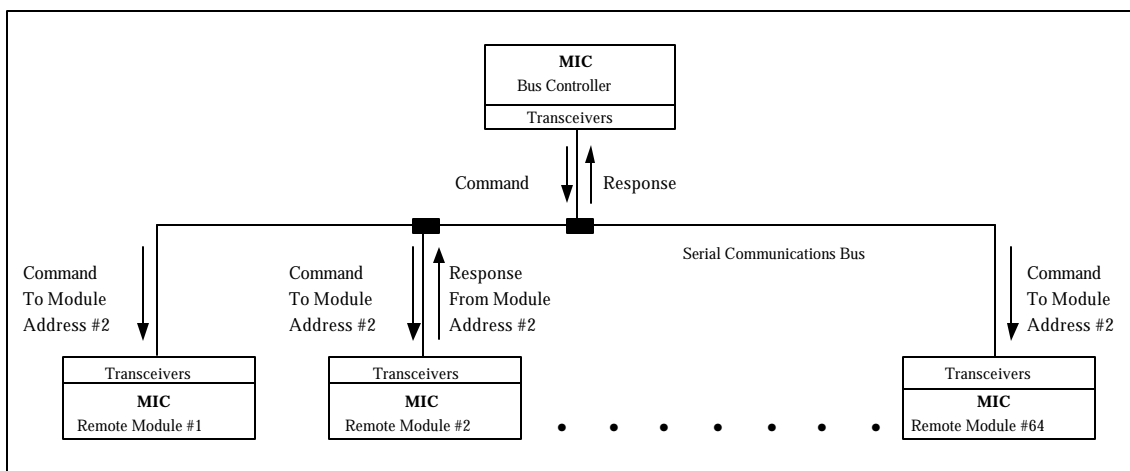 MIC
Bus Controller
Transceivers
Command
Response
Serial Communications Bus
Command
To Module
Address #2
Command
To Module
Address #2
Response
From Module
Address #2
Command
To Module
Address #2
Transceivers
MIC
Remote Module #1
Transceivers
MIC
Remote Module #2
Transceivers
MIC
Remote Module #64